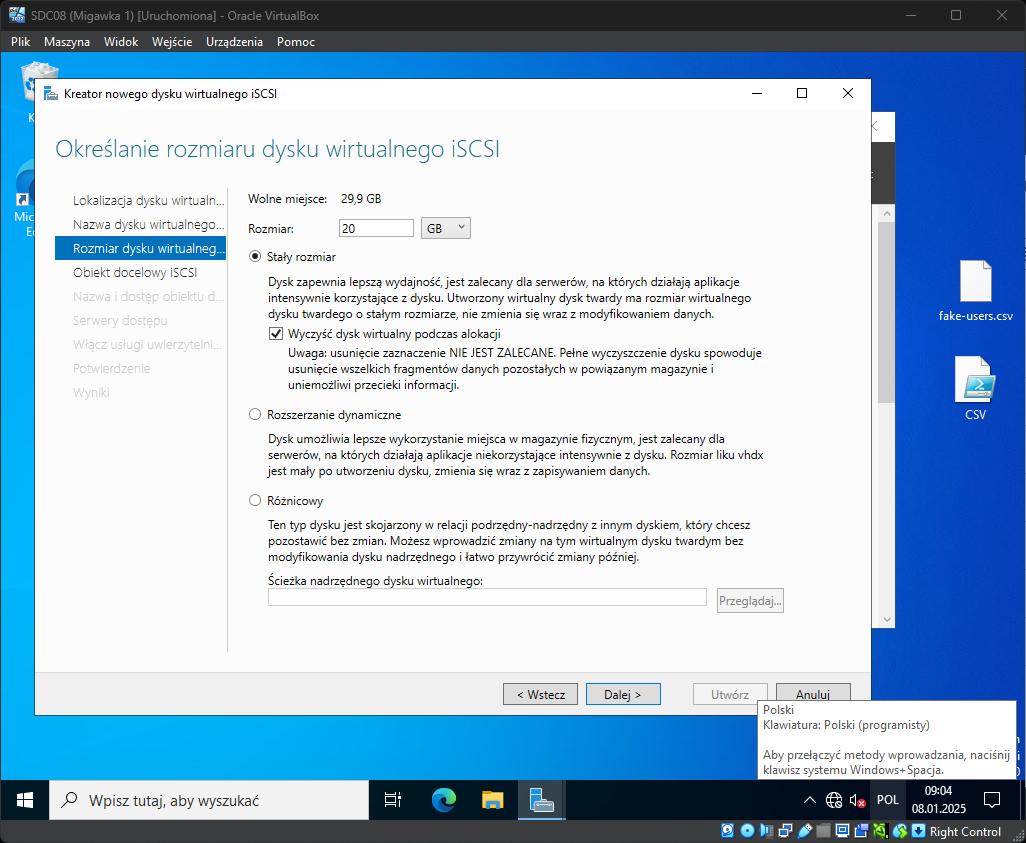 SDC08 (Migawka 1) [Uruchomiona] - Oracle VirtualBox
Plik Maszyna Widok Wejście Urządzenia Pomoc
Kreator nowego dysku wirtualnego iSCSI
Określanie rozmiaru dysku wirtualnego iSCSI
Lokalizacja dysku wirtualn...
Nazwa dysku wirtualnego...
Rozmiar dysku wirtualneg...
Obiekt docelowy iSCSI
Nazwa i dostęp obiektu d...
Serwery dostępu
Włącz usługi uwierzytelni...
Potwierdzenie
Wyniki
Wolne miejsce: 29,9 GB
Rozmiar: 20 GB
Stały rozmiar
Dysk zapewnia lepszą wydajność, jest zalecany dla serwerów, na których działają aplikacje
intensywnie korzystające z dysku. Utworzony wirtualny dysk twardy ma rozmiar wirtualnego
dysku twardego o stałym rozmiarze, nie zmienia się wraz z modyfikowaniem danych.
Wyczyść dysk wirtualny podczas alokacji
Uwaga: usunięcie zaznaczenie NIE JEST ZALECANE. Pełne wyczyszczenie dysku spowoduje
usunięcie wszelkich fragmentów danych pozostałych w powiązanym magazynie i
uniemożliwi przecieki informacji.
Rozszerzanie dynamiczne
Dysk umożliwia lepsze wykorzystanie miejsca w magazynie fizycznym, jest zalecany dla
serwerów, na których działają aplikacje niekorzystające intensywnie z dysku. Rozmiar liku vhdx
jest mały po utworzeniu dysku, zmienia się wraz z zapisywaniem danych.
Różnicowy
Ten typ dysku jest skojarzony w relacji podrzędny-nadrzędny z innym dyskiem, który chcesz
pozostawić bez zmian. Możesz wprowadzić zmiany na tym wirtualnym dysku twardym bez
modyfikowania dysku nadrzędnego i łatwo przywrócić zmiany później.
Ścieżka nadrzędnego dysku wirtualnego:
Przeglądaj...
< Wstecz Dalej > Utwórz Anuluj
fake-users.csv
CSV
Polski
Klawiatura: Polski (programisty)
Aby przełączyć metody wprowadzania, naciśnij
klawisz systemu Windows+Spacja.
Wpisz tutaj, aby wyszukać
POL
09:04
08.01.2025
Right Control